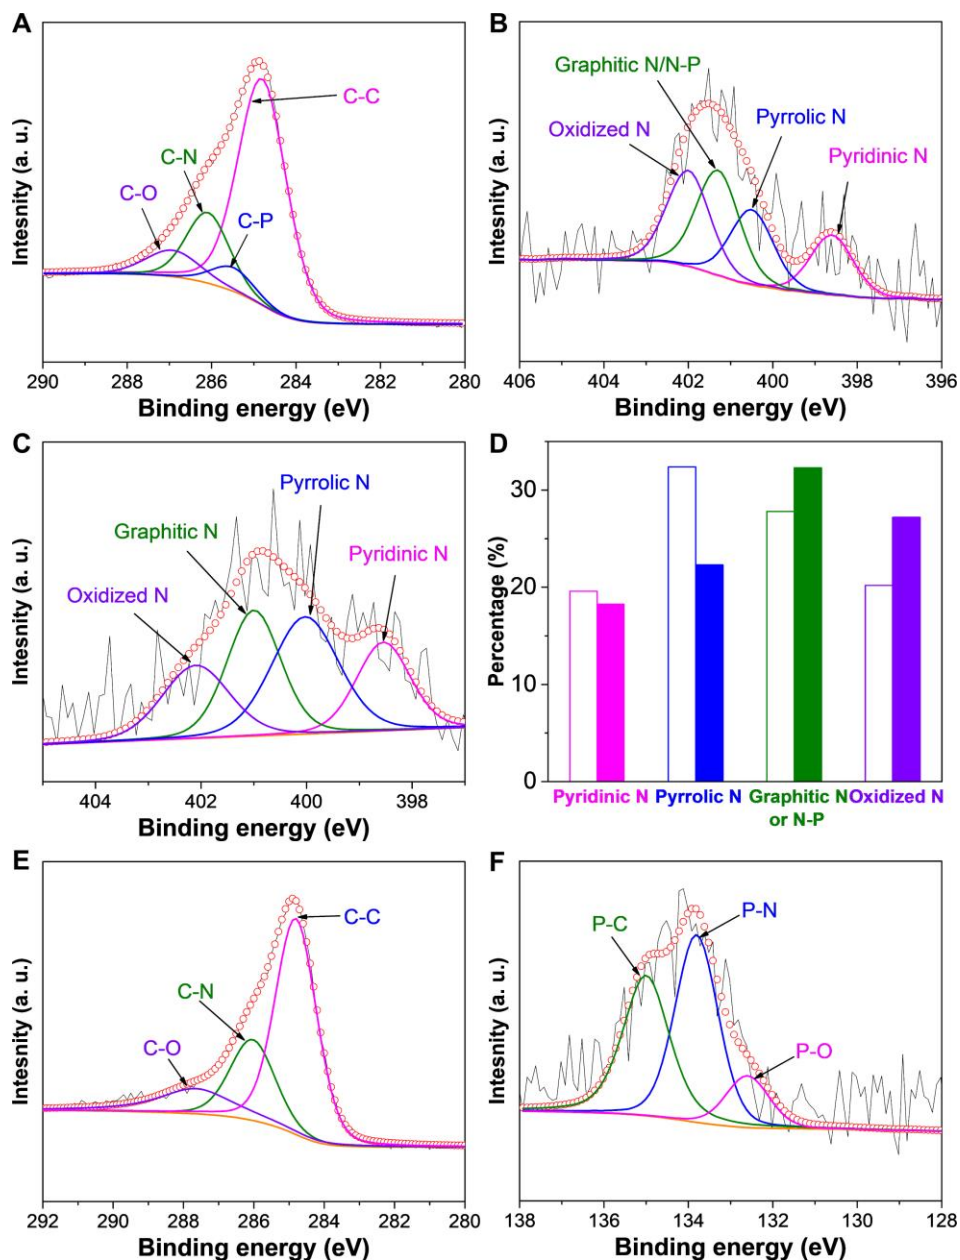 A
C-C
C-N
C-O
C-P
Intesnity (a. u.)
290 288 286 284 282 280
Binding energy (eV)
B
Graphitic N/N-P
Oxidized N
Pyrrolic N
Pyridinic N
Intesnity (a. u.)
406 404 402 400 398 396
Binding energy (eV)
C
Pyrrolic N
Graphitic N
Pyridinic N
Oxidized N
Intesnity (a. u.)
404 402 400 398
Binding energy (eV)
D
Percentage (%)
30
20
10
0
Pyridinic N Pyrrolic N Graphitic N Oxidized N
or N-P
E
C-C
C-N
C-O
Intesnity (a. u.)
292 290 288 286 284 282 280
Binding energy (eV)
F
P-C
P-N
P-O
Intesnity (a. u.)
138 135 133 130 128
Binding energy (eV)